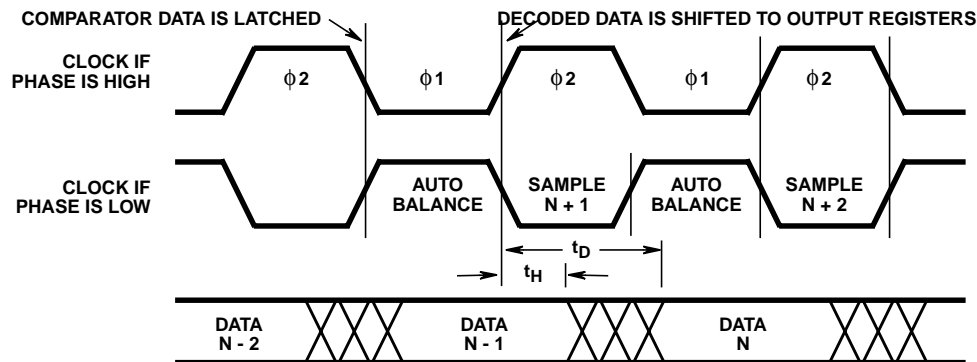 COMPARATOR DATA IS LATCHED
DECODED DATA IS SHIFTED TO OUTPUT REGISTERS
CLOCK IF
PHASE IS HIGH
ϕ2
ϕ1
ϕ2
ϕ1
ϕ2
CLOCK IF
PHASE IS LOW
AUTO
BALANCE
SAMPLE
N + 1
AUTO
BALANCE
SAMPLE
N + 2
tD
tH
DATA
N - 2
DATA
N - 1
DATA
N